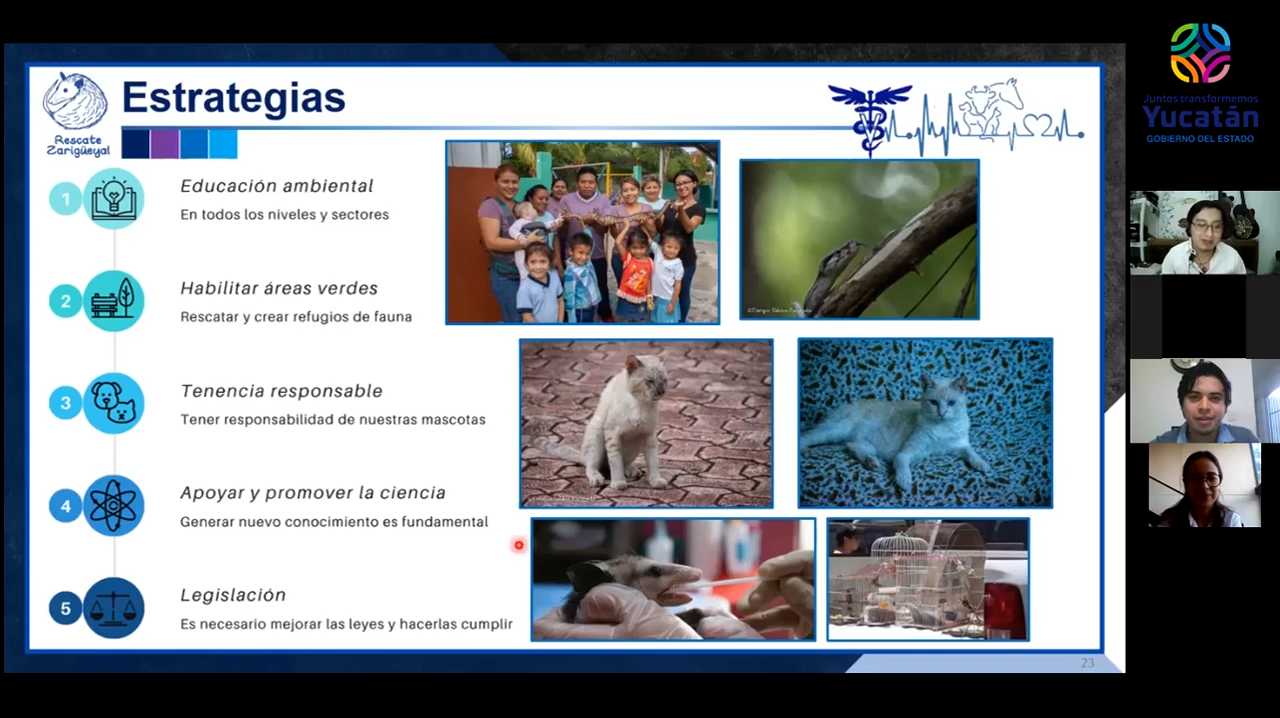 Estrategias
Rescate
Zarigüeyal
1
Educación ambiental
En todos los niveles y sectores
2
Habilitar áreas verdes
Rescatar y crear refugios de fauna
3
Tenencia responsable
Tener responsabilidad de nuestras mascotas
4
Apoyar y promover la ciencia
Generar nuevo conocimiento es fundamental
5
Legislación
Es necesario mejorar las leyes y hacerlas cumplir
23
Juntos transformemos
Yucatán
GOBIERNO DEL ESTADO